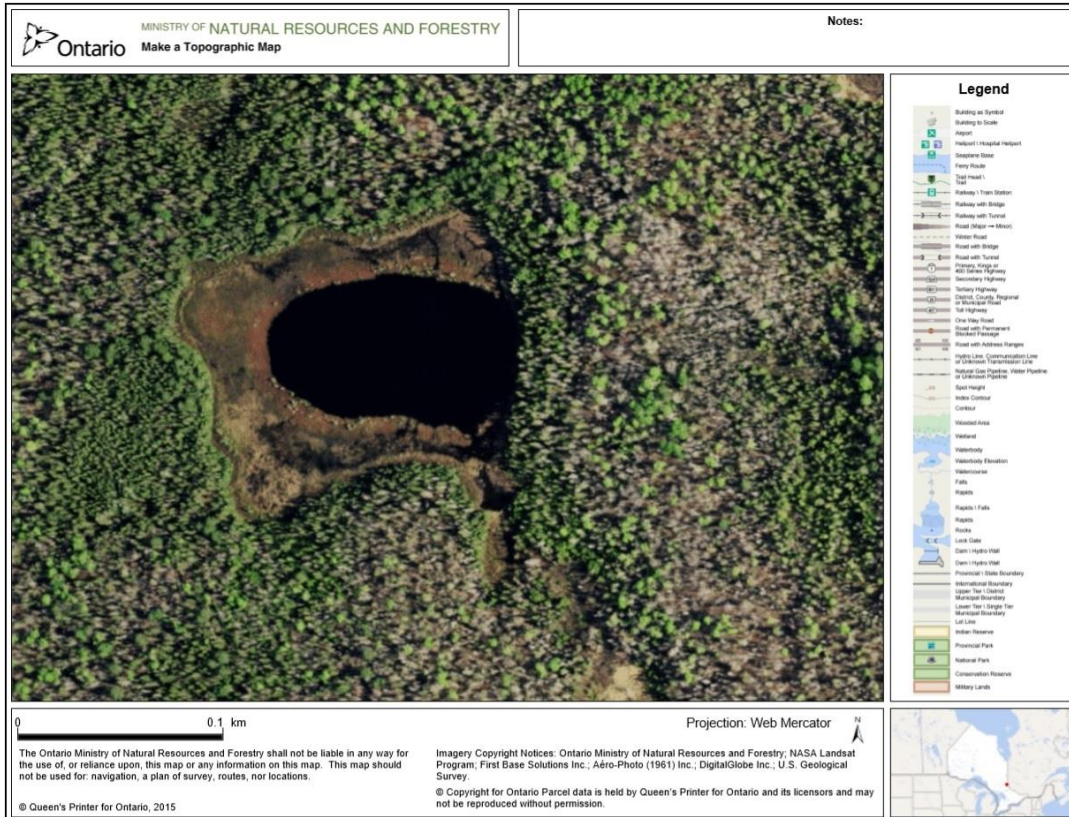 Ontario
MINISTRY OF NATURAL RESOURCES AND FORESTRY
Make a Topographic Map
Notes:
Legend
Building as Symbol
Building to Scale
Airport
Heliport \ Hospital Heliport
Seaplane Base
Ferry Route
Trail Head \
Trail
Railway \ Train Station
Railway with Bridge
Railway with Tunnel
Road (Major → Minor)
Winter Road
Road with Bridge
Road with Tunnel
Primary, Kings or
400 Series Highway
Secondary Highway
Tertiary Highway
District, County, Regional
or Municipal Road
Toll Highway
One Way Road
Road with Permanent
Blocked Passage
Road with Address Ranges
Hydro Line, Communication Line
or Unknown Transmission Line
Natural Gas Pipeline, Water Pipeline
or Unknown Pipeline
Spot Height
Index Contour
Contour
Wooded Area
Wetland
Waterbody
Waterbody Elevation
Watercourse
Falls
Rapids
Rapids \ Falls
Rapids
Rocks
Lock Gate
Dam \ Hydro Wall
Dam \ Hydro Wall
Provincial \ State Boundary
International Boundary
Upper Tier \ District
Municipal Boundary
Lower Tier \ Single Tier
Municipal Boundary
Lot Line
Indian Reserve
Provincial Park
National Park
Conservation Reserve
Military Lands
0 0.1 km
Projection: Web Mercator
N
The Ontario Ministry of Natural Resources and Forestry shall not be liable in any way for
the use of, or reliance upon, this map or any information on this map. This map should
not be used for: navigation, a plan of survey, routes, nor locations.
© Queen's Printer for Ontario, 2015
Imagery Copyright Notices: Ontario Ministry of Natural Resources and Forestry; NASA Landsat
Program; First Base Solutions Inc.; Aéro-Photo (1961) Inc.; DigitalGlobe Inc.; U.S. Geological
Survey.
© Copyright for Ontario Parcel data is held by Queen's Printer for Ontario and its licensors and may
not be reproduced without permission.